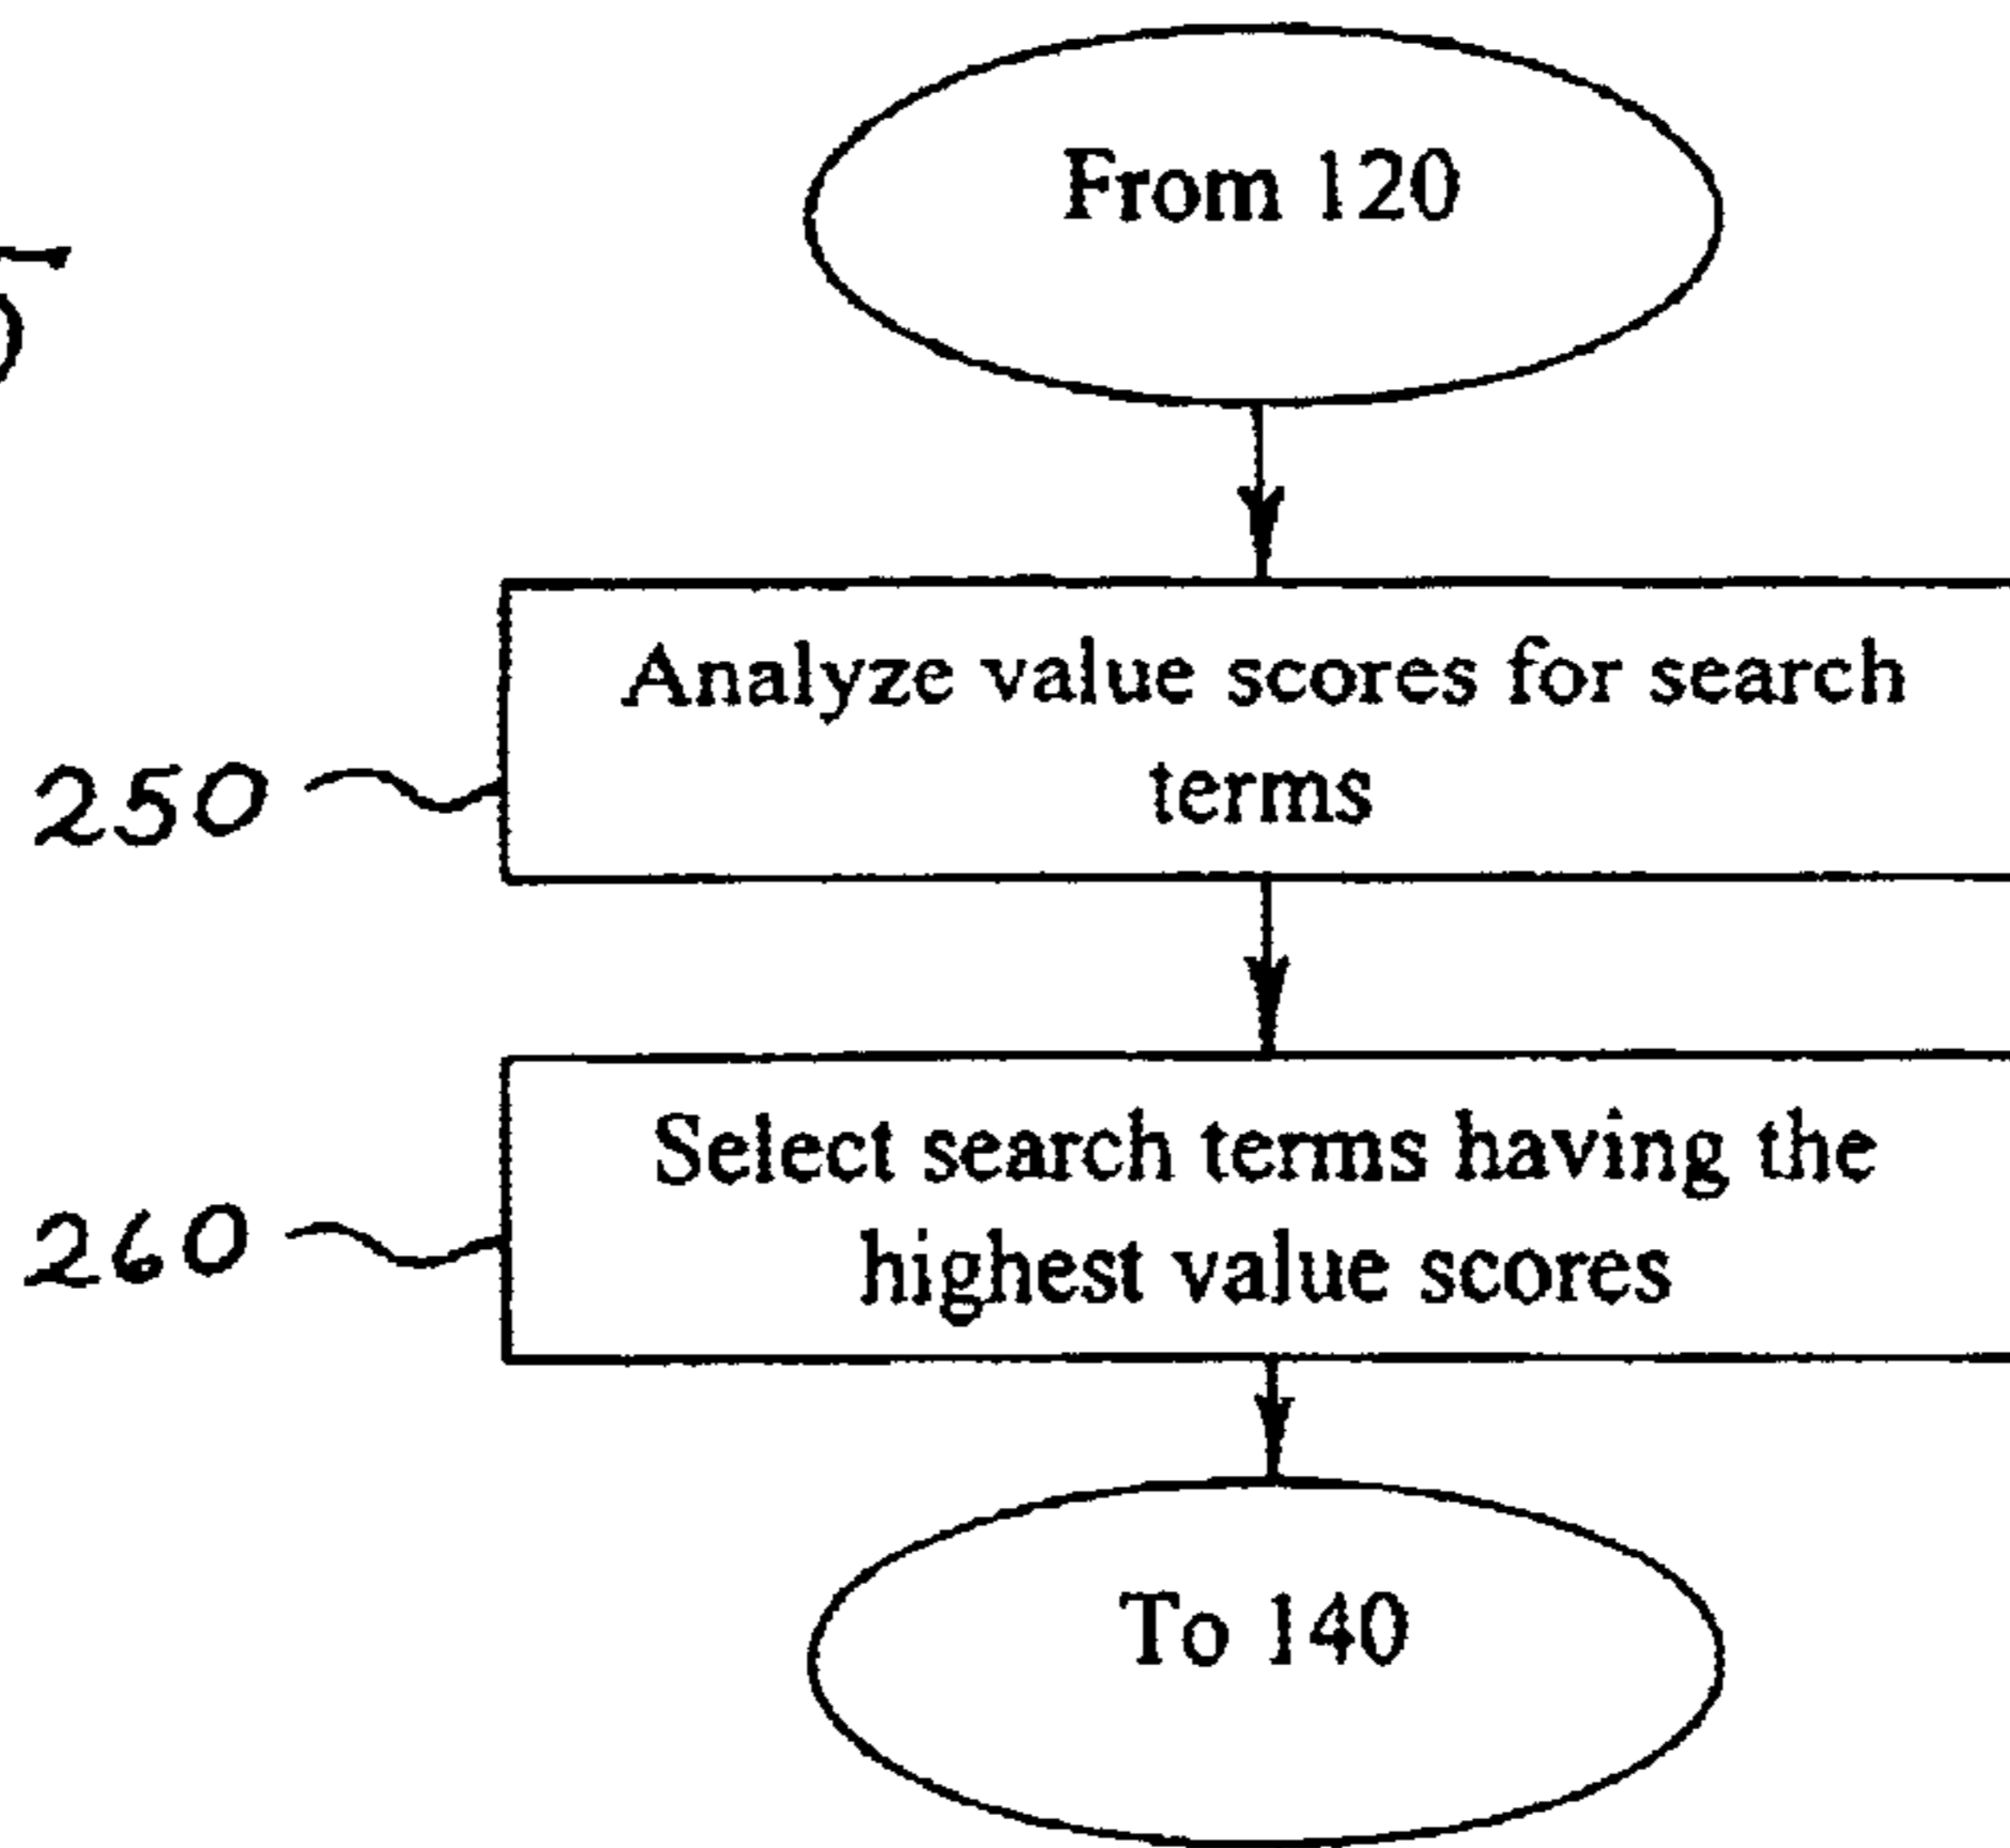 From 120
Analyze value scores for search
terms
250
Select search terms having the
highest value scores
260
To 140